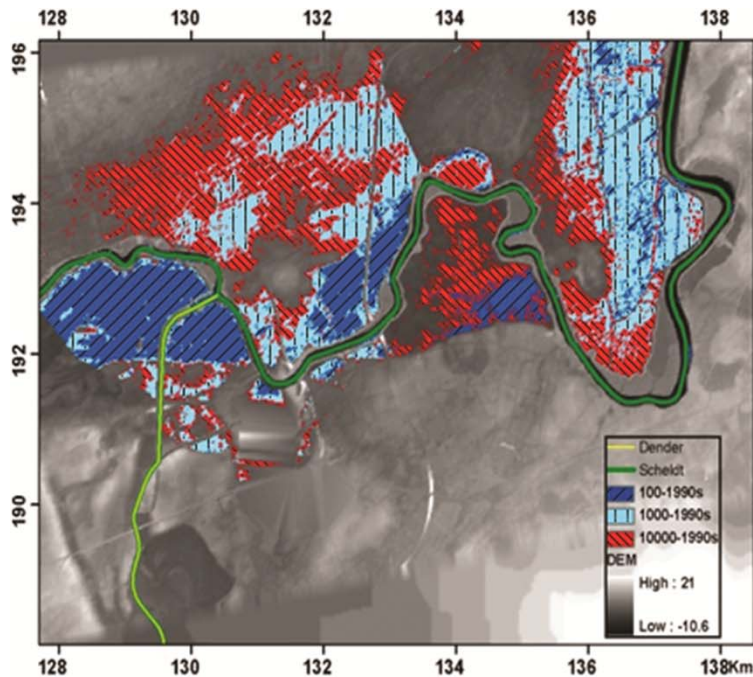 128 130 132 134 136 138
196
194
192
190
Dender
Scheldt
100-1990s
1000-1990s
10000-1990s
DEM
High : 21
Low : -10.6
128 130 132 134 136 138Km